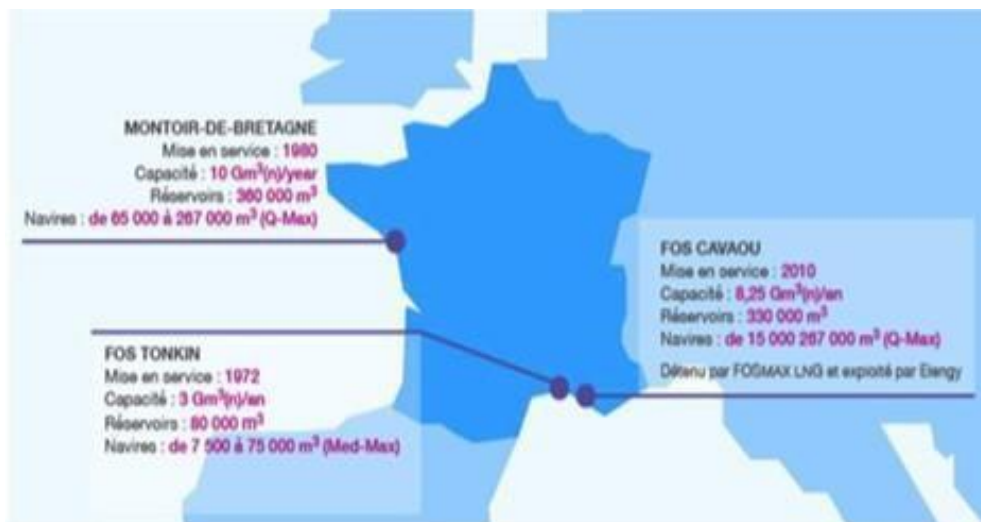 MONTOIR-DE-BRETAGNE
Mise en service : 1980
Capacité : 10 Gm³(n)/year
Réservoirs : 360 000 m³
Navires : de 65 000 à 267 000 m³ (Q-Max)
FOS CAVAOU
Mise en service : 2010
Capacité : 8,25 Gm³(n)/an
Réservoirs : 330 000 m³
Navires : de 15 000 267 000 m³ (Q-Max)
Détenu par FOSMAX LNG et exploité par Elengy
FOS TONKIN
Mise en service : 1972
Capacité : 3 Gm³(n)/an
Réservoirs : 80 000 m³
Navires : de 7 500 à 75 000 m³ (Med-Max)